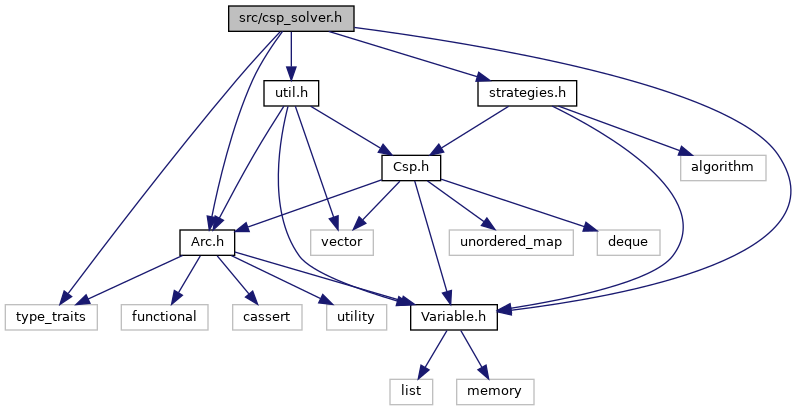 src/csp_solver.h
util.h
strategies.h
Csp.h
algorithm
Arc.h
vector
unordered_map
deque
type_traits
functional
cassert
utility
Variable.h
list
memory